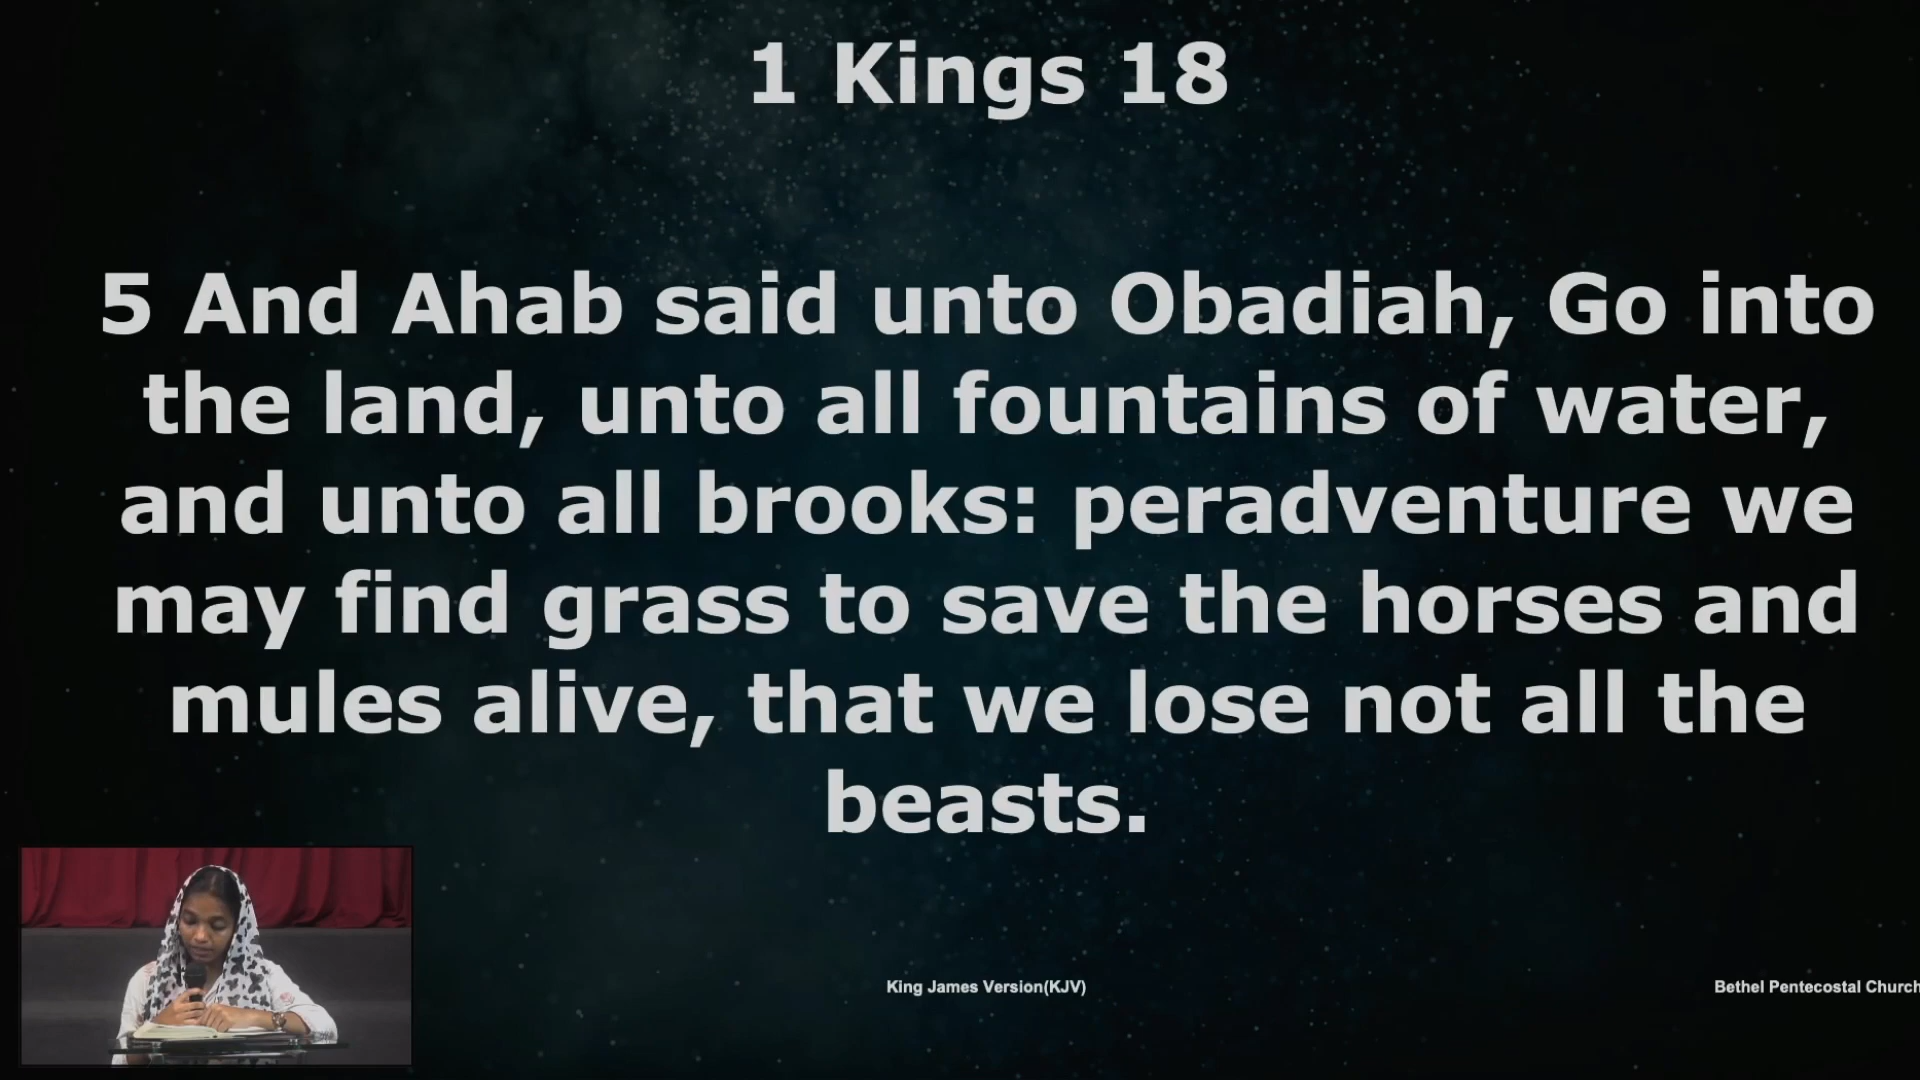 1 Kings 18
5 And Ahab said unto Obadiah, Go into
the land, unto all fountains of water,
and unto all brooks: peradventure we
may find grass to save the horses and
mules alive, that we lose not all the
beasts.
King James Version(KJV)
Bethel Pentecostal Church